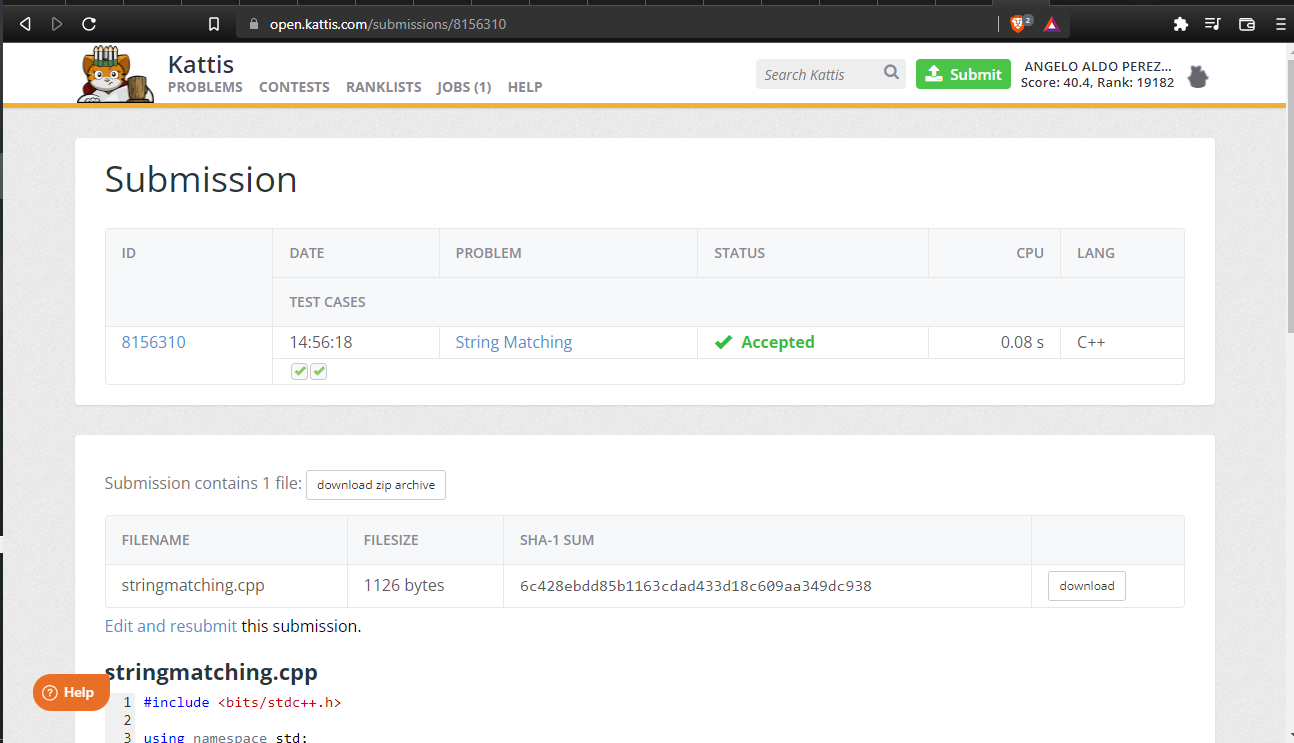 open.kattis.com/submissions/8156310
2
Kattis
PROBLEMS CONTESTS RANKLISTS JOBS (1) HELP
Search Kattis
Submit
ANGELO ALDO PEREZ...
Score: 40.4, Rank: 19182
Submission
ID DATE PROBLEM STATUS CPU LANG
TEST CASES
8156310 14:56:18 String Matching Accepted 0.08 s C++
Submission contains 1 file: download zip archive
FILENAME FILESIZE SHA-1 SUM
stringmatching.cpp 1126 bytes 6c428ebdd85b1163cdad433d18c609aa349dc938 download
Edit and resubmit this submission.
stringmatching.cpp
Help
1 #include <bits/stdc++.h>
2
3 using namespace std;